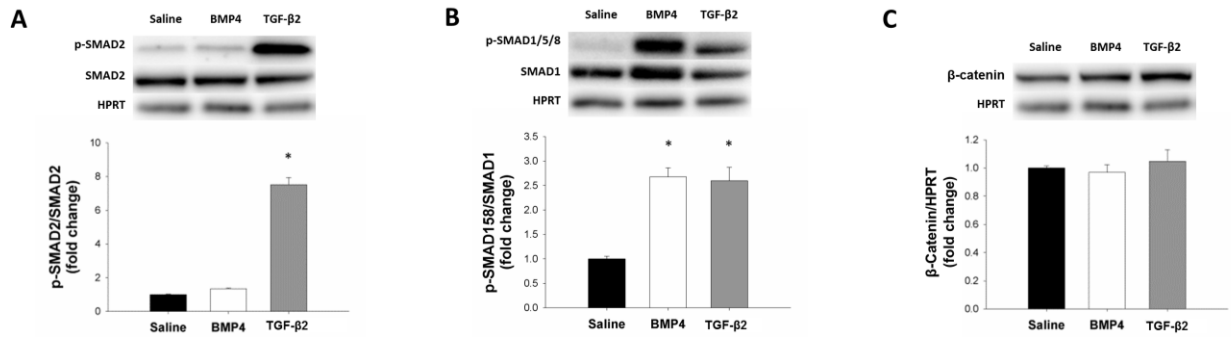 A
Saline BMP4 TGF-β2
p-SMAD2
SMAD2
HPRT
p-SMAD2/SMAD2
(fold change)
10
8
6
4
2
0
*
Saline BMP4 TGF-β2
B
Saline BMP4 TGF-β2
p-SMAD1/5/8
SMAD1
HPRT
p-SMAD158/SMAD1
(fold change)
3.5
3.0
2.5
2.0
1.5
1.0
0.5
0.0
* *
Saline BMP4 TGF-β2
C
Saline BMP4 TGF-β2
β-catenin
HPRT
β-Catenin/HPRT
(fold change)
1.2
1.0
0.8
0.6
0.4
0.2
0.0
Saline BMP4 TGF-β2